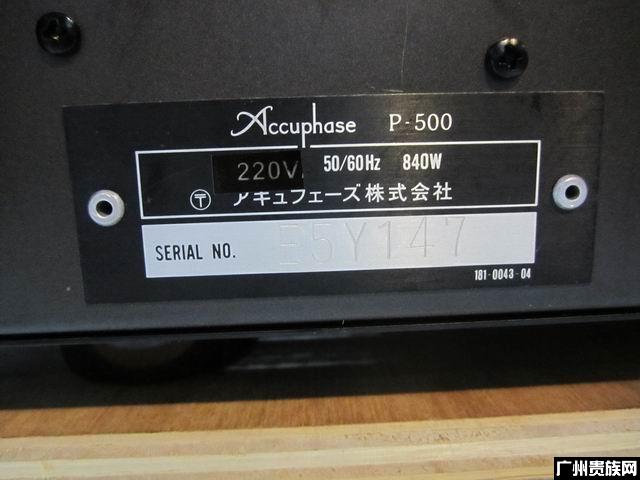 Accuphase P-500
220V 50/60Hz 840W
〒 アキュフェーズ株式会社
SERIAL NO. E5Y147
181-0043-04
广州贵族网